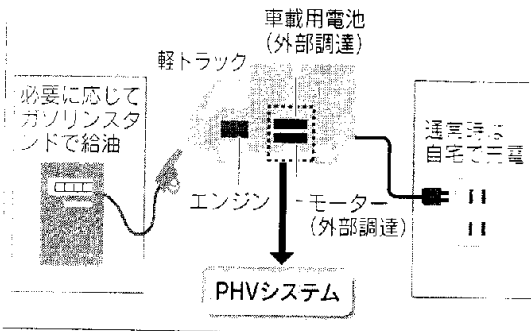 車載用電池
(外部調達)
軽トラック
必要に応じて
ガソリンスタ
ンドで給油
通常時は
自宅で充電
エンジン
モーター
(外部調達)
PHVシステム